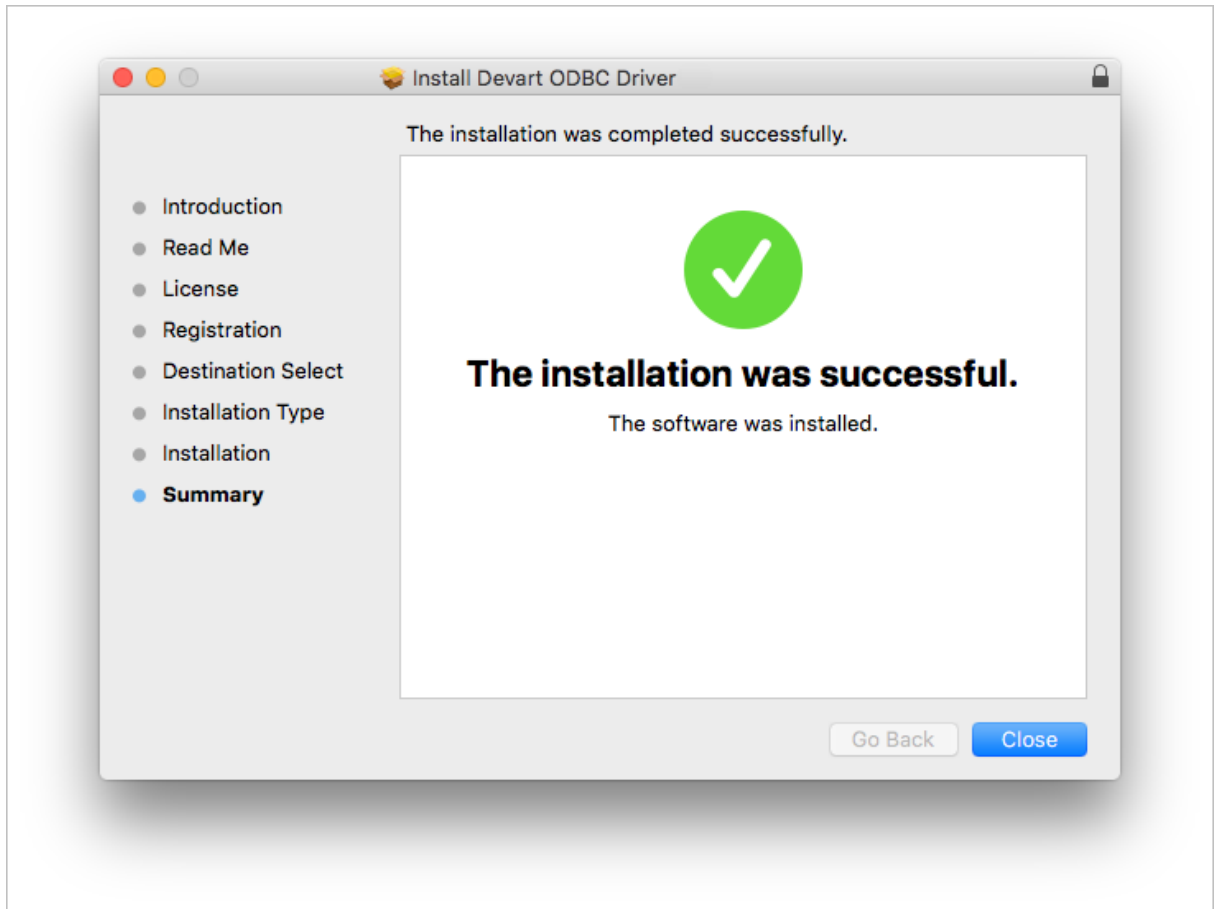 Install Devart ODBC Driver
The installation was completed successfully.
Introduction
Read Me
License
Registration
Destination Select
Installation Type
Installation
Summary
The installation was successful.
The software was installed.
Go Back
Close